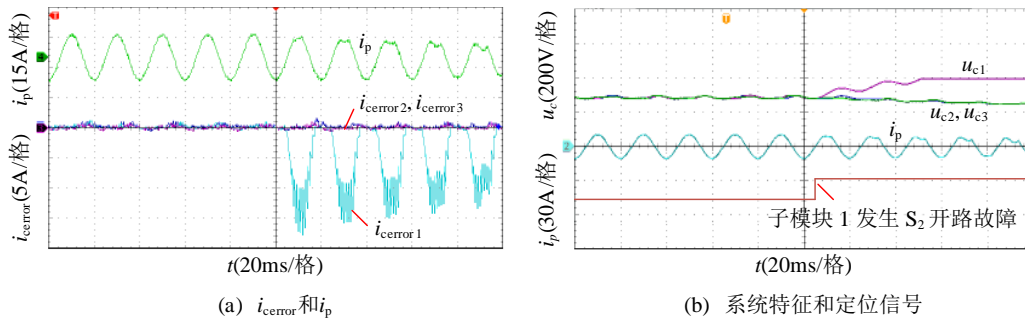 i_p(15A/格)
i_p
i_cerror2, i_cerror3
i_cerror(5A/格)
i_cerror1
t(20ms/格)
(a) i_cerror和i_p
T
u_c(200V/格)
u_c1
u_c2, u_c3
i_p
2
i_p(30A/格)
子模块 1 发生 S_2 开路故障
t(20ms/格)
(b) 系统特征和定位信号